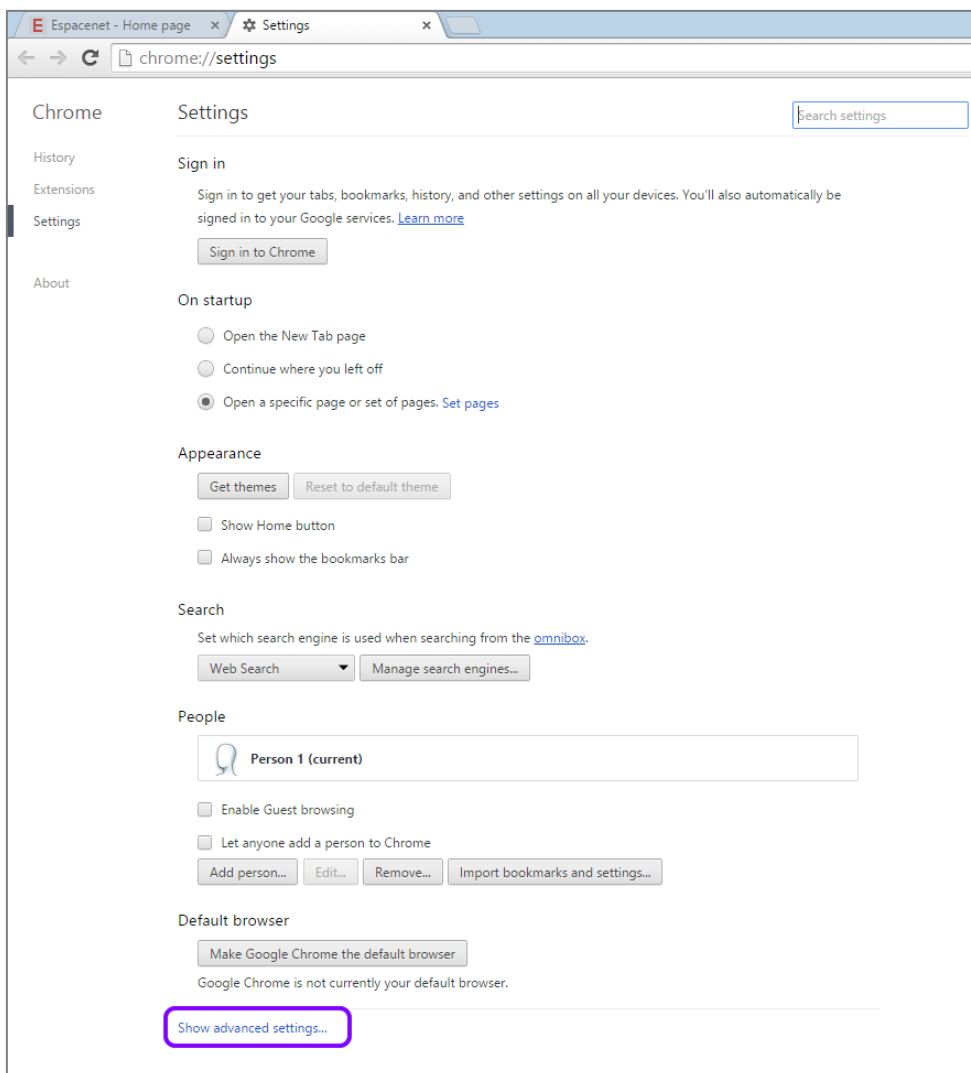 Espacenet - Home page
Settings
chrome://settings
Chrome
Settings
Search settings
History
Extensions
Settings
About
Sign in
Sign in to get your tabs, bookmarks, history, and other settings on all your devices. You'll also automatically be
signed in to your Google services. Learn more
Sign in to Chrome
On startup
Open the New Tab page
Continue where you left off
Open a specific page or set of pages. Set pages
Appearance
Get themes Reset to default theme
Show Home button
Always show the bookmarks bar
Search
Set which search engine is used when searching from the omnibox.
Web Search Manage search engines...
People
Person 1 (current)
Enable Guest browsing
Let anyone add a person to Chrome
Add person... Edit... Remove... Import bookmarks and settings...
Default browser
Make Google Chrome the default browser
Google Chrome is not currently your default browser.
Show advanced settings...